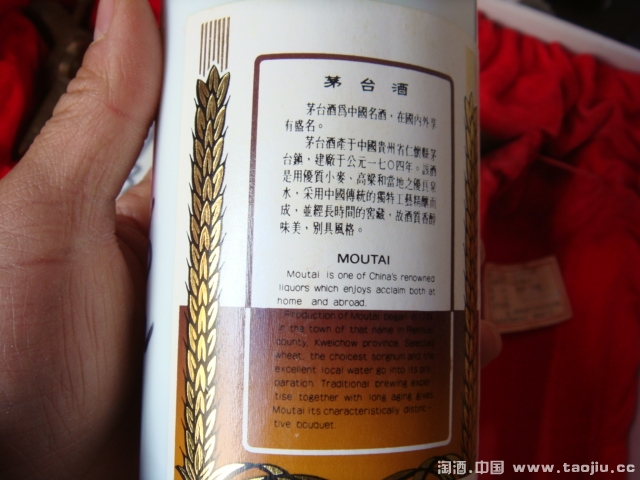 茅台酒
茅台酒爲中國名酒，在國內外享
有盛名。
茅台酒產于中國貴州省仁懷縣茅
台鎮，建廠于公元一七〇四年。該酒
是用優質小麥、高粱和當地之優良泉
水，采用中國傳統的獨特工藝精釀而
成，並經長時間的窖藏，故酒質香醇
味美，別具風格。
MOUTAI
Moutai is one of China's renowned
liquors which enjoys acclaim both at
home and abroad.
Production of Moutai began in
in the town of that name in
county, Kweichow province. Selected
wheat, the choicest sorghum and the
excellent local water go into its pre-
paration. Traditional brewing exper-
tise together with long aging gives
Moutai its characteristically distinc-
tive bouquet.
淘酒.中国 www.taojiu.cc